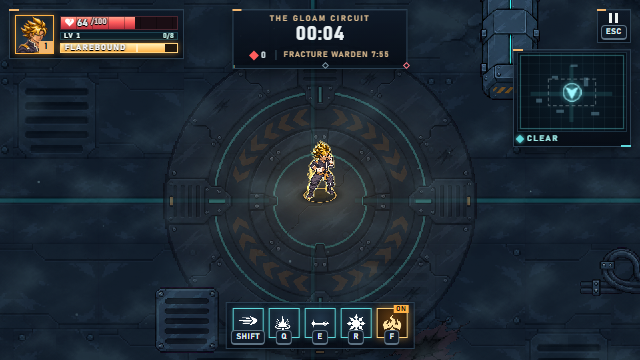 64/100
1
LV 1 0/8
FLAREBOUND
THE GLOAM CIRCUIT
00:04
0 FRACTURE WARDEN 7:55
ESC
CLEAR
ON
SHIFT Q E R F